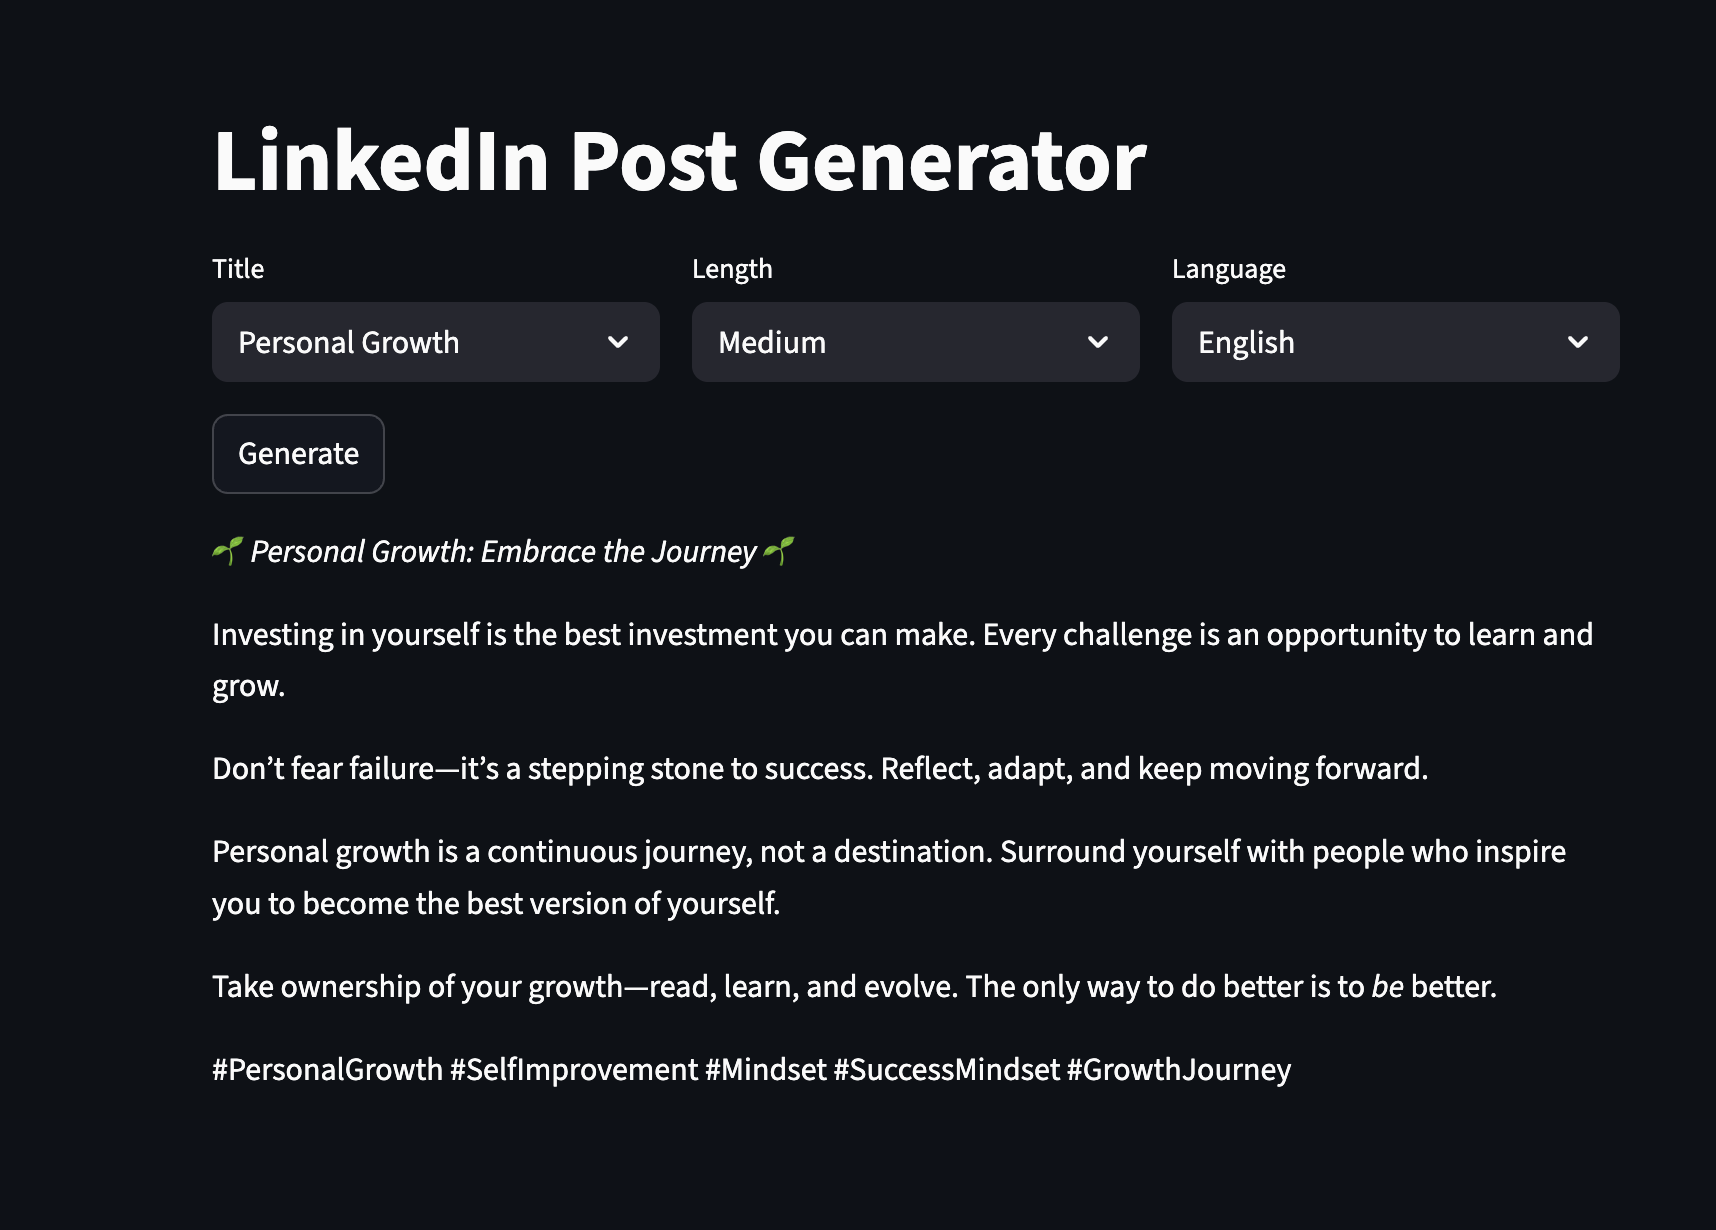 LinkedIn Post Generator
Title
Length
Language
Personal Growth
Medium
English
Generate
🌱 Personal Growth: Embrace the Journey 🌱
Investing in yourself is the best investment you can make. Every challenge is an opportunity to learn and
grow.
Don’t fear failure—it’s a stepping stone to success. Reflect, adapt, and keep moving forward.
Personal growth is a continuous journey, not a destination. Surround yourself with people who inspire
you to become the best version of yourself.
Take ownership of your growth—read, learn, and evolve. The only way to do better is to be better.
#PersonalGrowth #SelfImprovement #Mindset #SuccessMindset #GrowthJourney